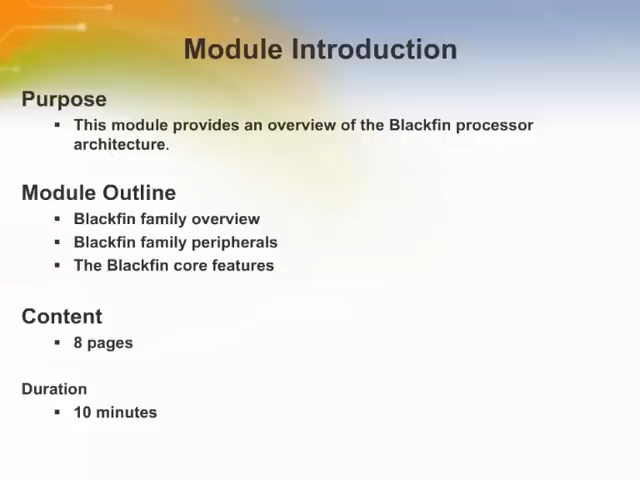 Module Introduction
Purpose
▪ This module provides an overview of the Blackfin processor
architecture.
Module Outline
▪ Blackfin family overview
▪ Blackfin family peripherals
▪ The Blackfin core features
Content
▪ 8 pages
Duration
▪ 10 minutes